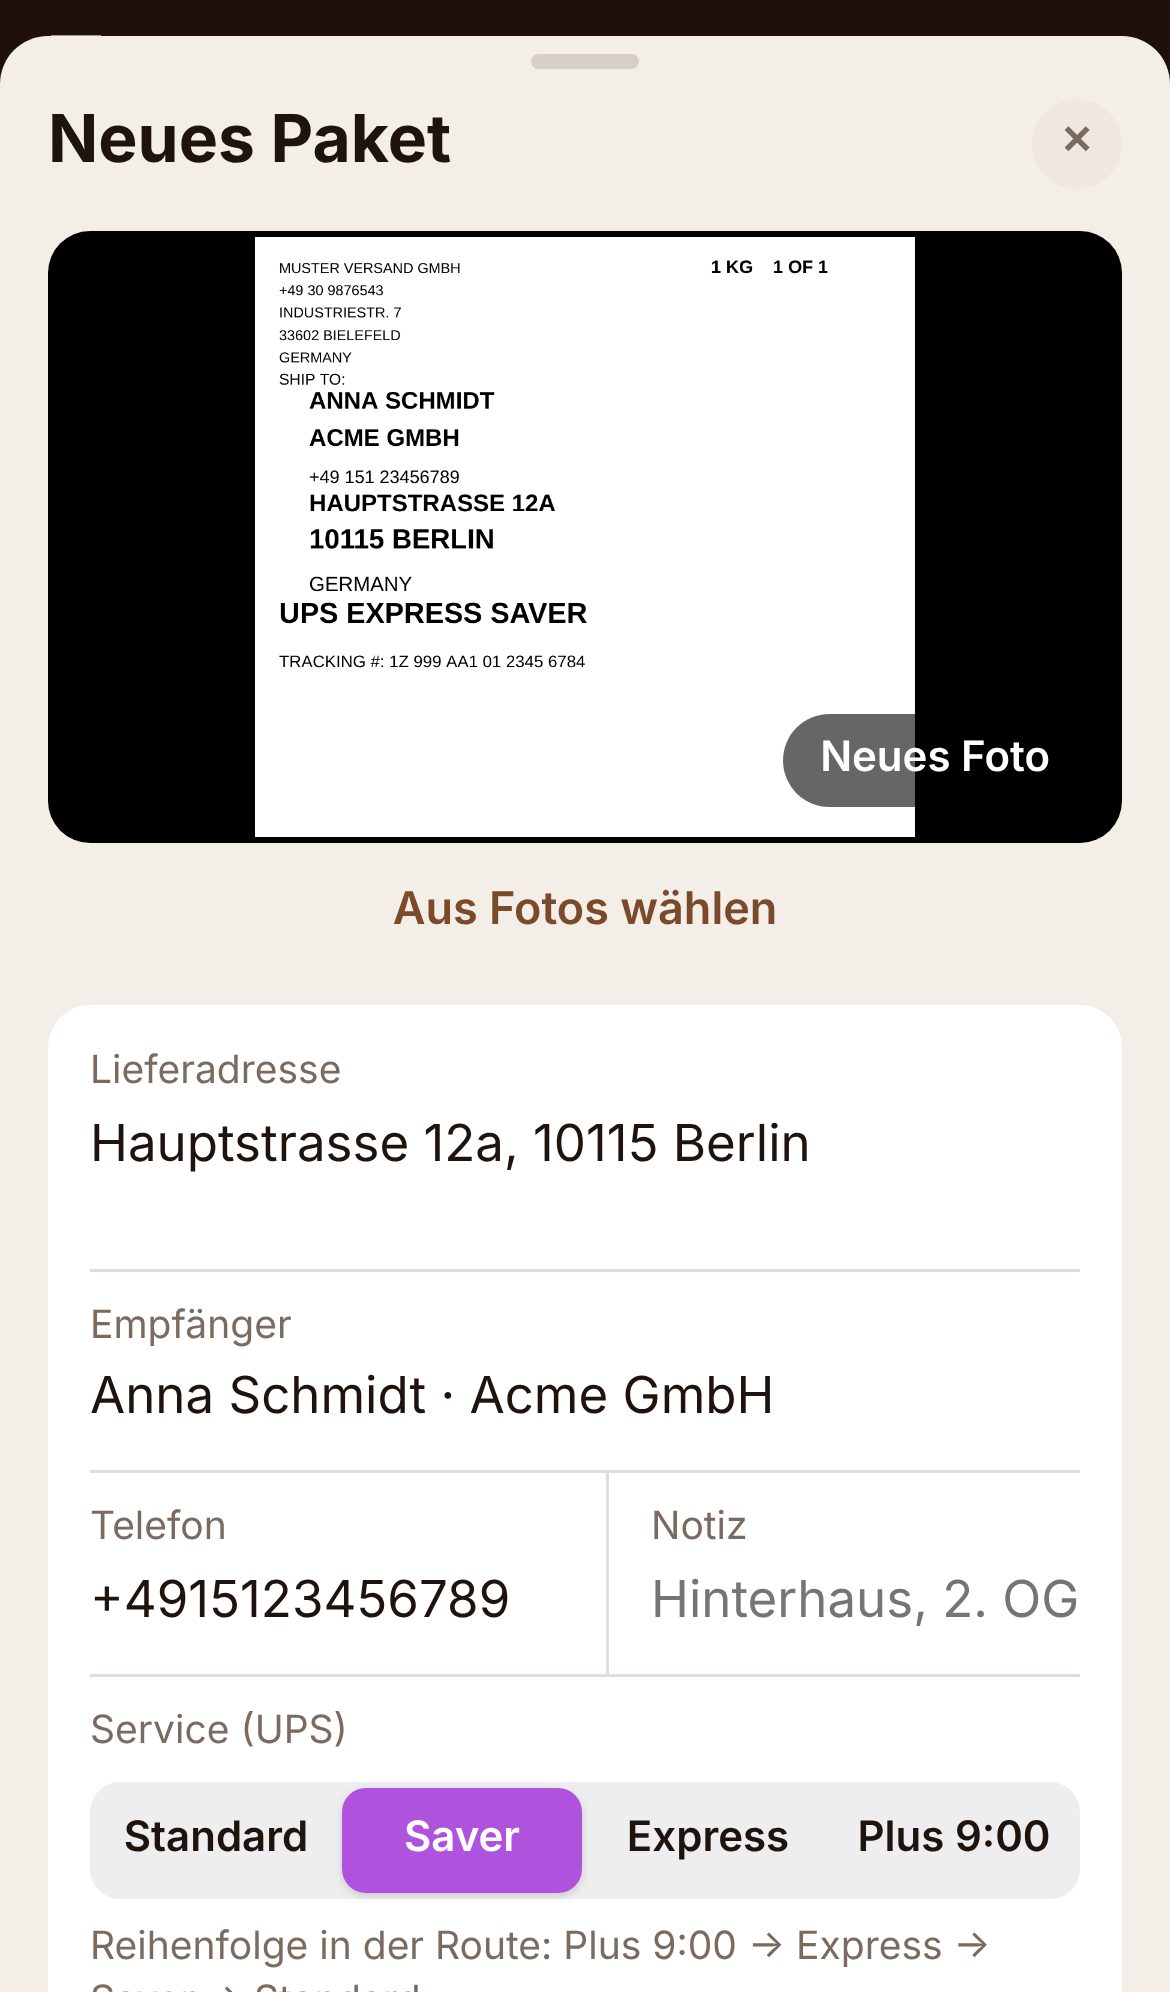 Neues Paket
×
MUSTER VERSAND GMBH
1 KG 1 OF 1
+49 30 9876543
INDUSTRIESTR. 7
33602 BIELEFELD
GERMANY
SHIP TO:
ANNA SCHMIDT
ACME GMBH
+49 151 23456789
HAUPTSTRASSE 12A
10115 BERLIN
GERMANY
UPS EXPRESS SAVER
TRACKING #: 1Z 999 AA1 01 2345 6784
Neues Foto
Aus Fotos wählen
Lieferadresse
Hauptstrasse 12a, 10115 Berlin
Empfänger
Anna Schmidt · Acme GmbH
Telefon
+4915123456789
Notiz
Hinterhaus, 2. OG
Service (UPS)
Standard Saver Express Plus 9:00
Reihenfolge in der Route: Plus 9:00 → Express →
Saver → Standard